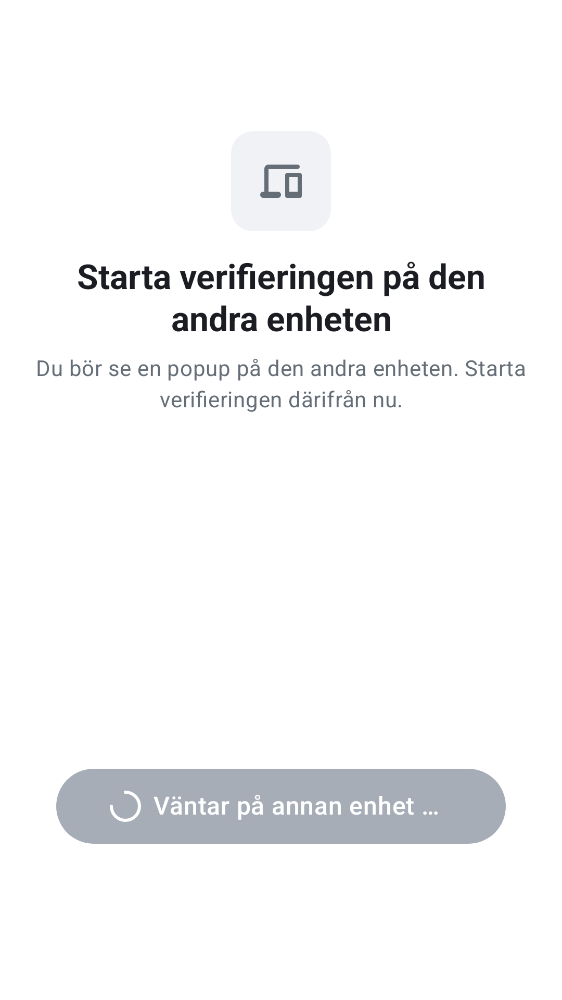 Starta verifieringen på den
andra enheten
Du bör se en popup på den andra enheten. Starta
verifieringen därifrån nu.
Väntar på annan enhet …